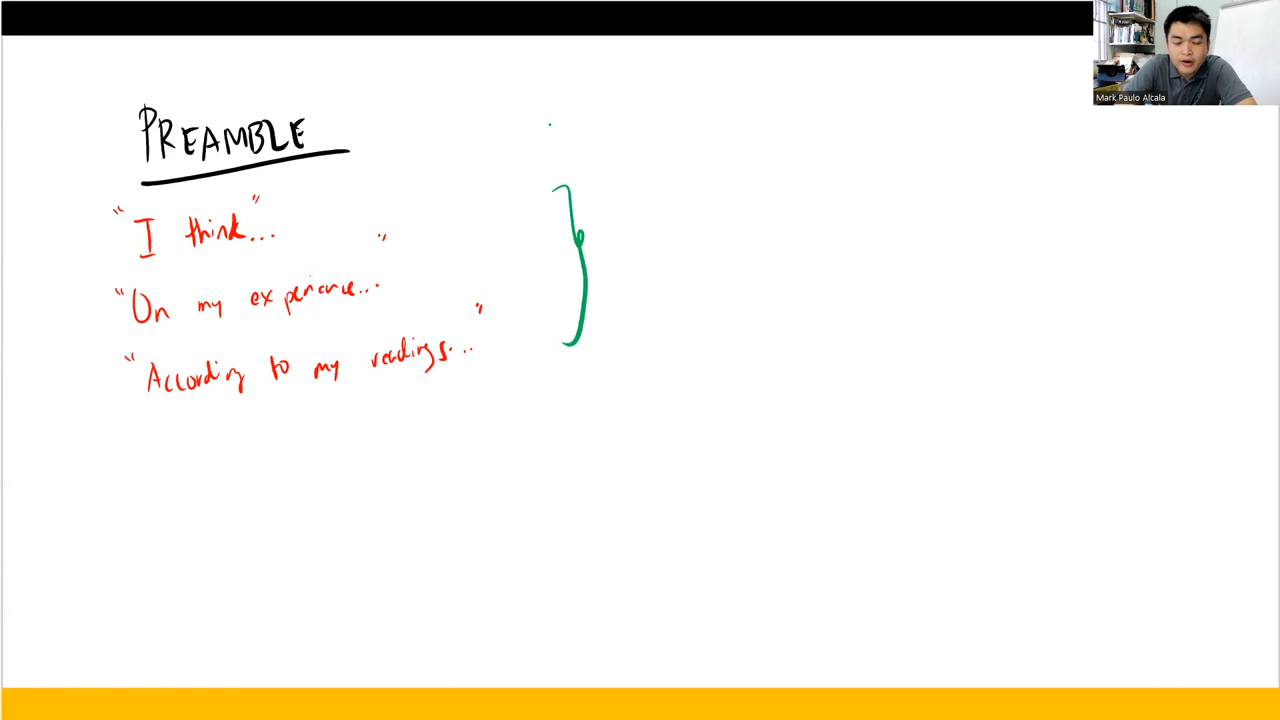 PREAMBLE
"I think"...
"On my experience..."
"According to my readings..."
Mark Paulo Alcala